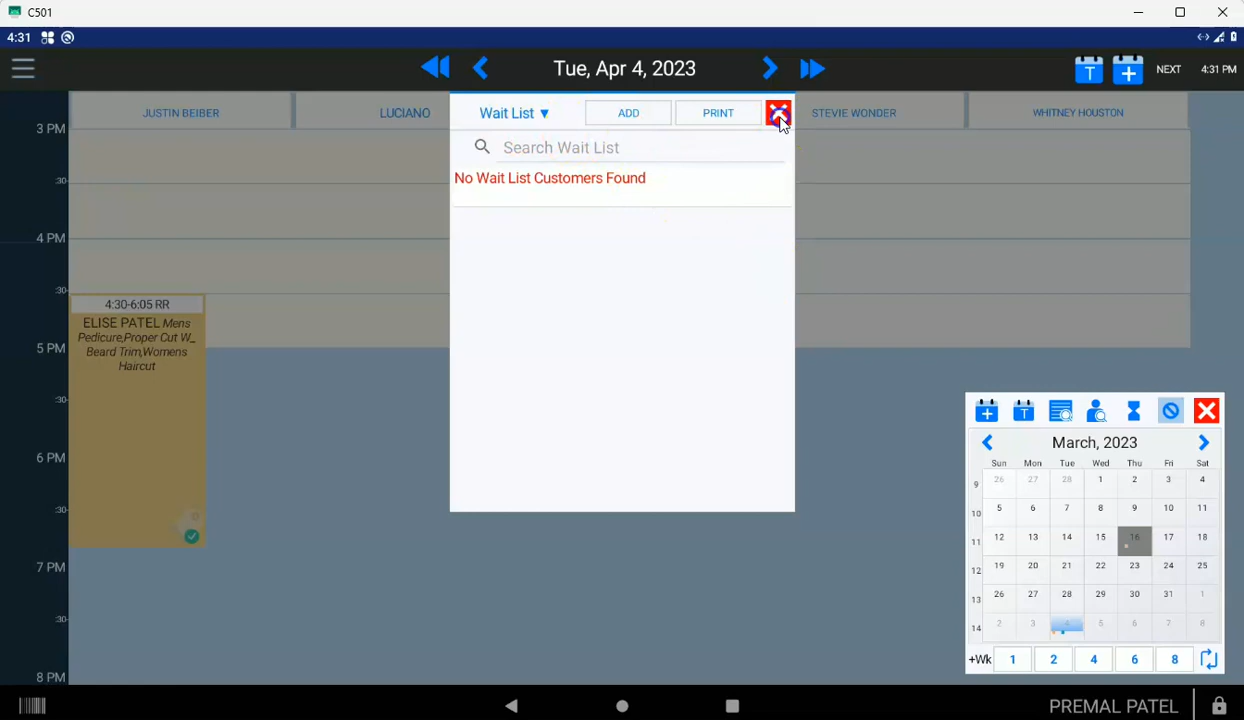 C501
4:31
Tue, Apr 4, 2023
NEXT
4:31 PM
JUSTIN BEIBER
LUCIANO
STEVIE WONDER
WHITNEY HOUSTON
Wait List ▼
ADD
PRINT
Search Wait List
No Wait List Customers Found
3 PM
:30
4 PM
:30
5 PM
:30
6 PM
:30
7 PM
:30
8 PM
4:30-6:05 RR
ELISE PATEL Mens
Pedicure,Proper Cut W_
Beard Trim,Womens
Haircut
T
T
March, 2023
Sun Mon Tue Wed Thu Fri Sat
9 26 27 28 1 2 3 4
10 5 6 7 8 9 10 11
11 12 13 14 15 16 17 18
12 19 20 21 22 23 24 25
13 26 27 28 29 30 31 1
14 2 3 4 5 6 7 8
+Wk 1 2 4 6 8
PREMAL PATEL